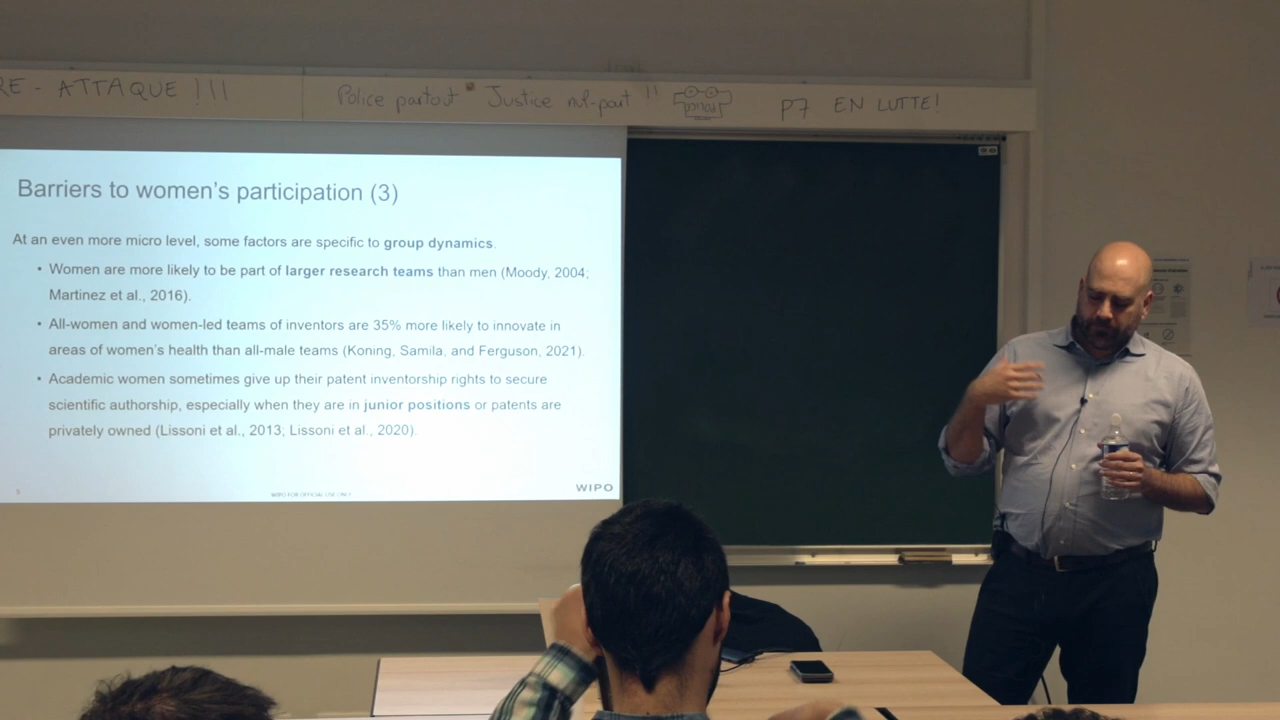 RE - ATTAQUE !!!
Police partout Justice nul-part !!
P7 EN LUTTE!
Barriers to women's participation (3)
At an even more micro level, some factors are specific to group dynamics.
• Women are more likely to be part of larger research teams than men (Moody, 2004;
Martinez et al., 2016).
• All-women and women-led teams of inventors are 35% more likely to innovate in
areas of women's health than all-male teams (Koning, Samila, and Ferguson, 2021).
• Academic women sometimes give up their patent inventorship rights to secure
scientific authorship, especially when they are in junior positions or patents are
privately owned (Lissoni et al., 2013; Lissoni et al., 2020).
WIPO FOR OFFICIAL USE ONLY
WIPO